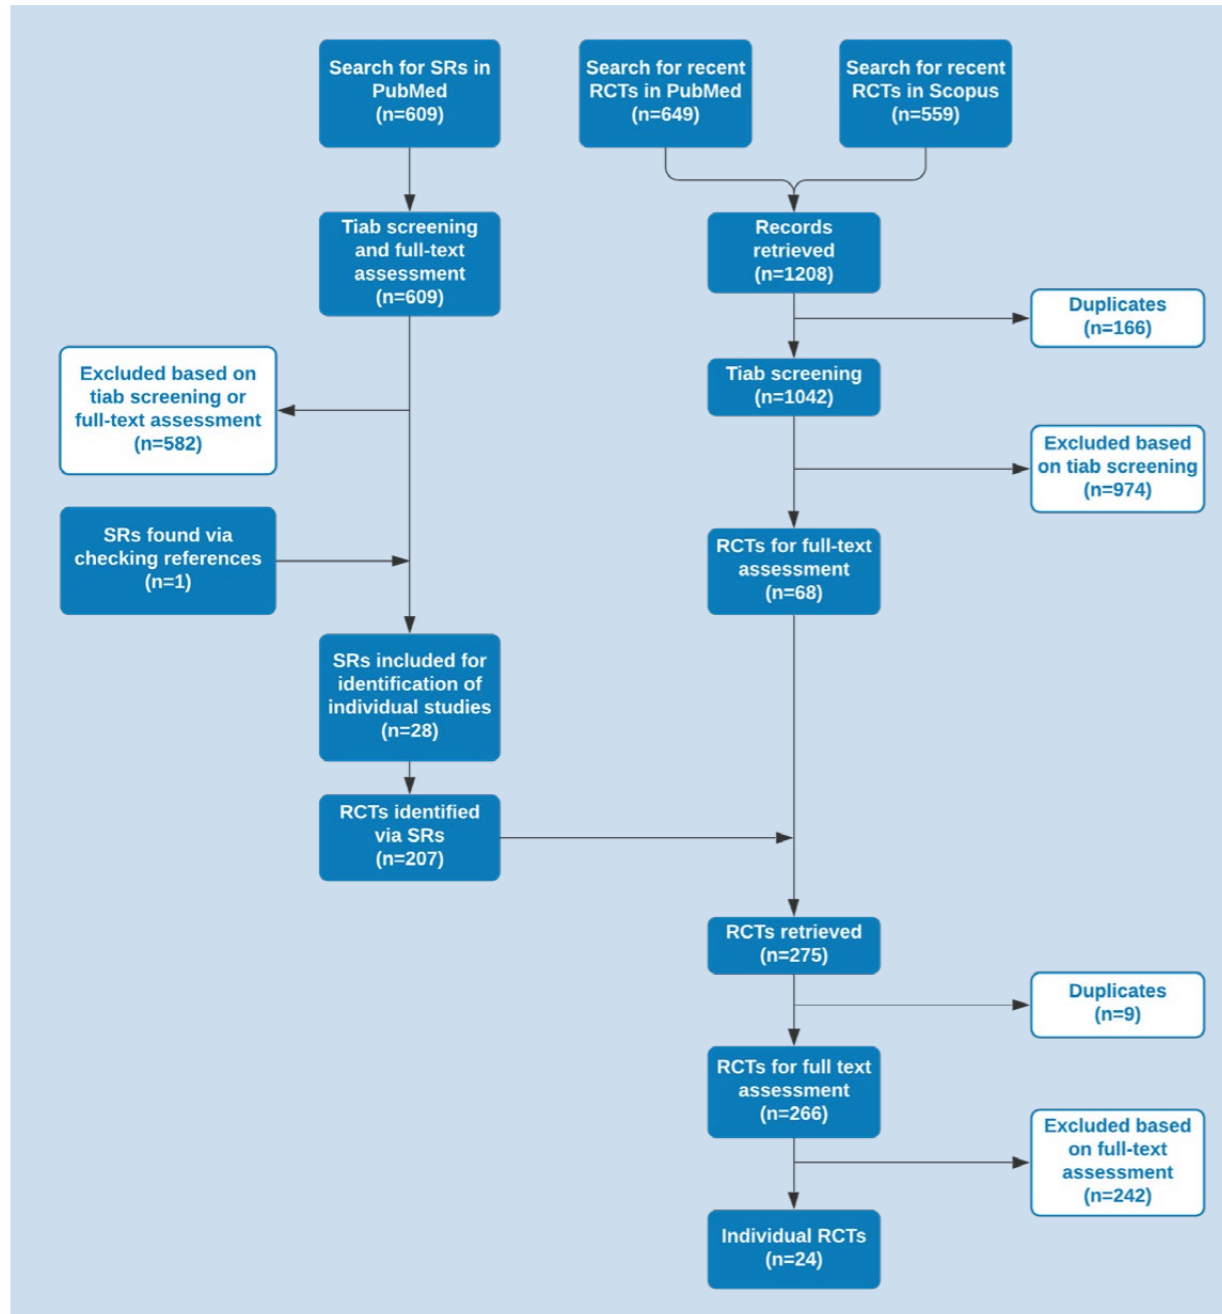 Search for SRs in
PubMed
(n=609)
Search for recent
RCTs in PubMed
(n=649)
Search for recent
RCTs in Scopus
(n=559)
Tiab screening
and full-text
assessment
(n=609)
Records
retrieved
(n=1208)
Duplicates
(n=166)
Excluded based on
tiab screening or
full-text assessment
(n=582)
Tiab screening
(n=1042)
Excluded based
on tiab screening
(n=974)
SRs found via
checking references
(n=1)
RCTs for full-text
assessment
(n=68)
SRs included for
identification of
individual studies
(n=28)
RCTs identified
via SRs
(n=207)
RCTs retrieved
(n=275)
Duplicates
(n=9)
RCTs for full text
assessment
(n=266)
Excluded based
on full-text
assessment
(n=242)
Individual RCTs
(n=24)